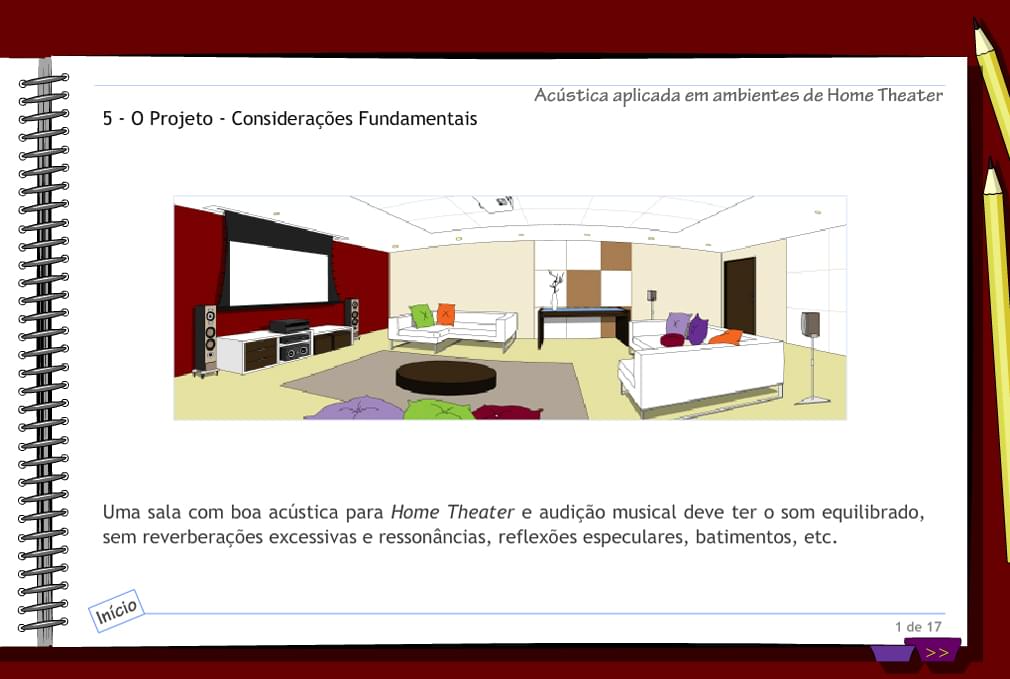 Acústica aplicada em ambientes de Home Theater
5 - O Projeto - Considerações Fundamentais
Uma sala com boa acústica para Home Theater e audição musical deve ter o som equilibrado,
sem reverberações excessivas e ressonâncias, reflexões especulares, batimentos, etc.
Início
1 de 17
>>